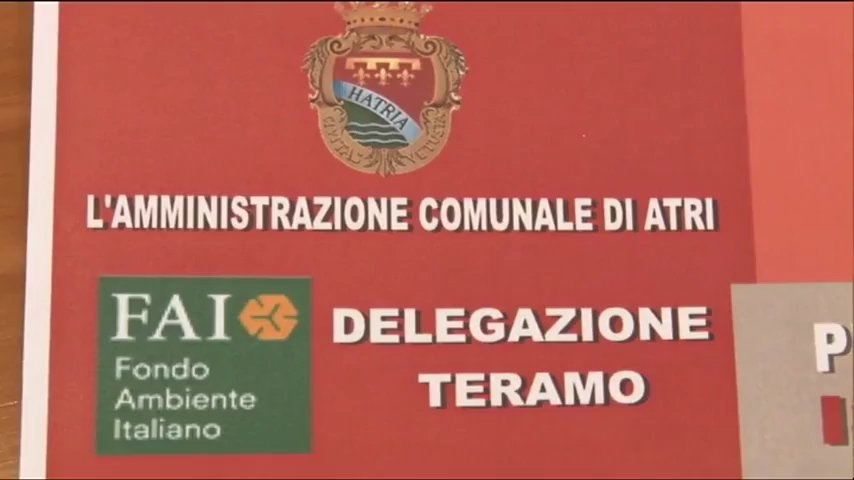 HATRIA
CIVITAS VETUSTA
L'AMMINISTRAZIONE COMUNALE DI ATRI
FAI
Fondo
Ambiente
Italiano
DELEGAZIONE
TERAMO
P